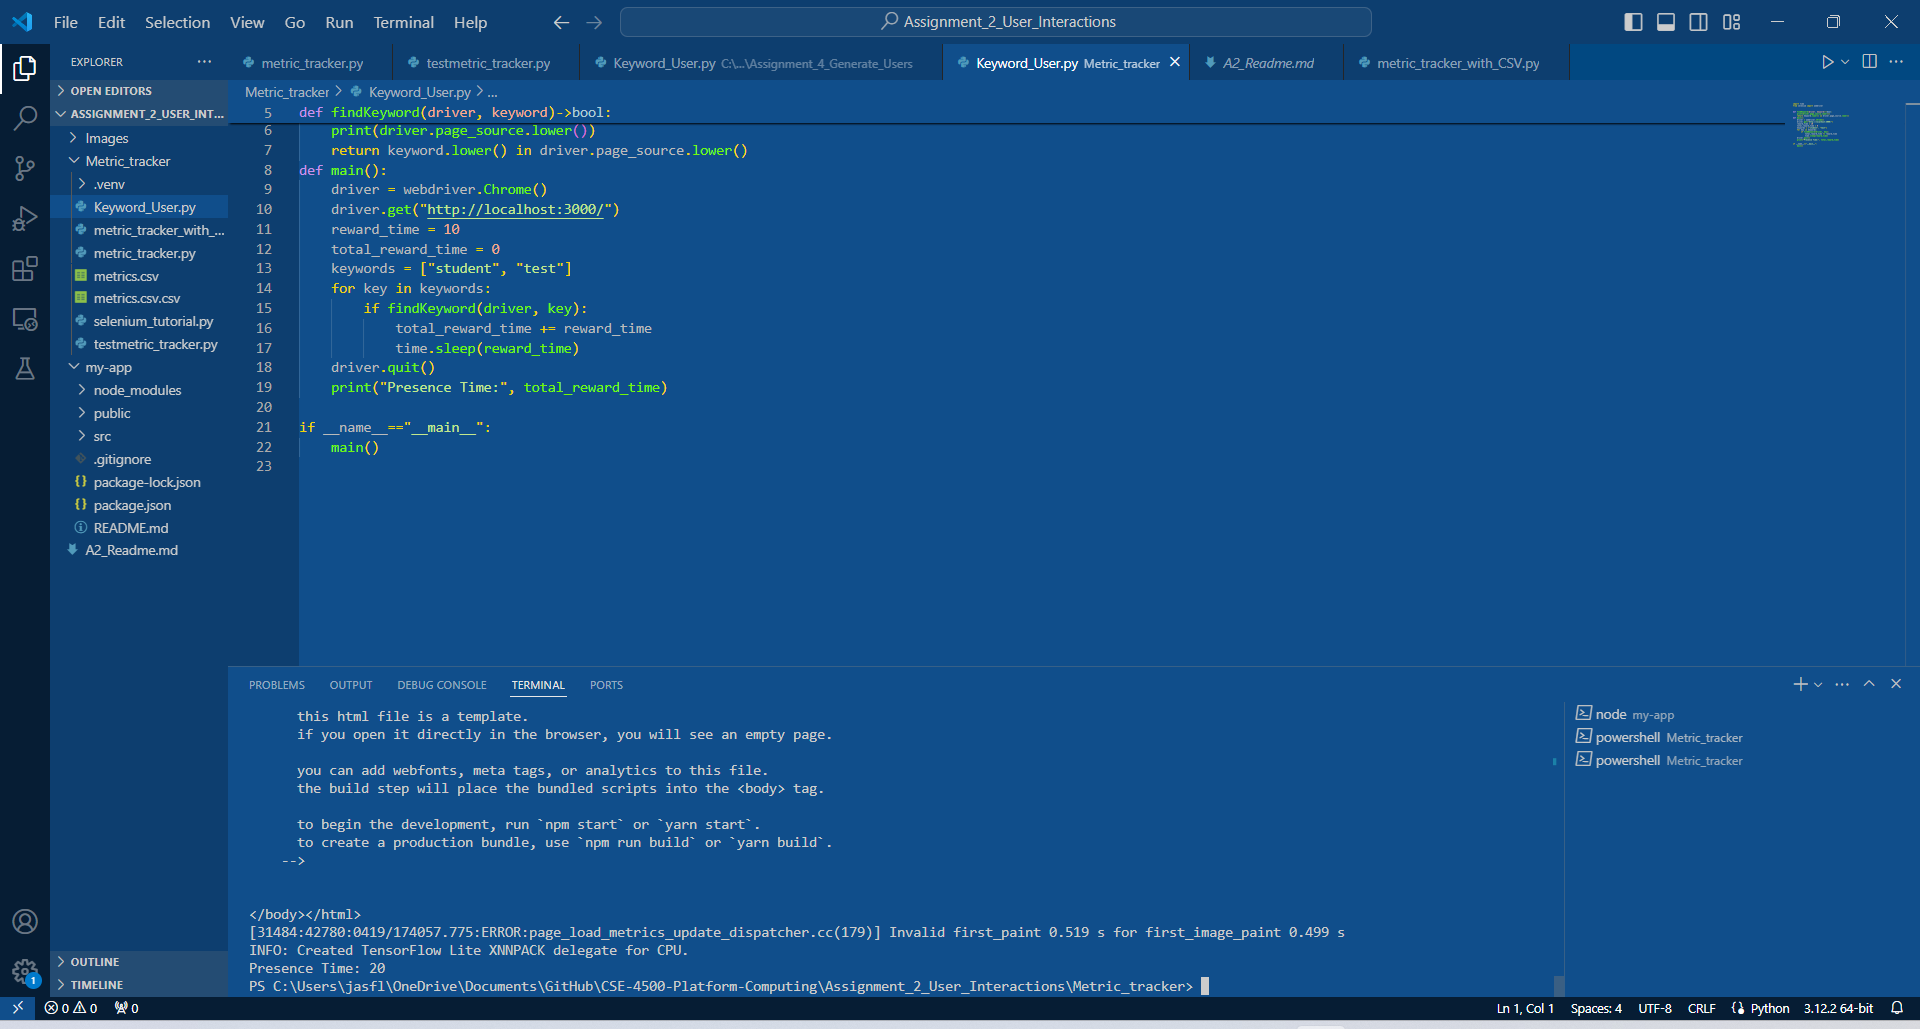 File Edit Selection View Go Run Terminal Help
Assignment_2_User_Interactions
EXPLORER
metric_tracker.py
testmetric_tracker.py
Keyword_User.py C:\...\Assignment_4_Generate_Users
Keyword_User.py Metric_tracker
A2_Readme.md
metric_tracker_with_CSV.py
OPEN EDITORS
ASSIGNMENT_2_USER_INT...
Images
Metric_tracker
.venv
Keyword_User.py
metric_tracker_with_...
metric_tracker.py
metrics.csv
metrics.csv.csv
selenium_tutorial.py
testmetric_tracker.py
my-app
node_modules
public
src
.gitignore
package-lock.json
package.json
README.md
A2_Readme.md
OUTLINE
TIMELINE
Metric_tracker > Keyword_User.py > ...
5 def findKeyword(driver, keyword)->bool:
6 print(driver.page_source.lower())
7 return keyword.lower() in driver.page_source.lower()
8 def main():
9 driver = webdriver.Chrome()
10 driver.get("http://localhost:3000/")
11 reward_time = 10
12 total_reward_time = 0
13 keywords = ["student", "test"]
14 for key in keywords:
15 if findKeyword(driver, key):
16 total_reward_time += reward_time
17 time.sleep(reward_time)
18 driver.quit()
19 print("Presence Time:", total_reward_time)
20
21 if __name__=="__main__":
22 main()
23
PROBLEMS OUTPUT DEBUG CONSOLE TERMINAL PORTS
this html file is a template.
if you open it directly in the browser, you will see an empty page.
you can add webfonts, meta tags, or analytics to this file.
the build step will place the bundled scripts into the <body> tag.
to begin the development, run `npm start` or `yarn start`.
to create a production bundle, use `npm run build` or `yarn build`.
-->
</body></html>
[31484:42780:0419/174057.775:ERROR:page_load_metrics_update_dispatcher.cc(179)] Invalid first_paint 0.519 s for first_image_paint 0.499 s
INFO: Created TensorFlow Lite XNNPACK delegate for CPU.
Presence Time: 20
PS C:\Users\jasfl\OneDrive\Documents\GitHub\CSE-4500-Platform-Computing\Assignment_2_User_Interactions\Metric_tracker>
node my-app
powershell Metric_tracker
powershell Metric_tracker
1
0 0 0
Ln 1, Col 1 Spaces: 4 UTF-8 CRLF Python 3.12.2 64-bit